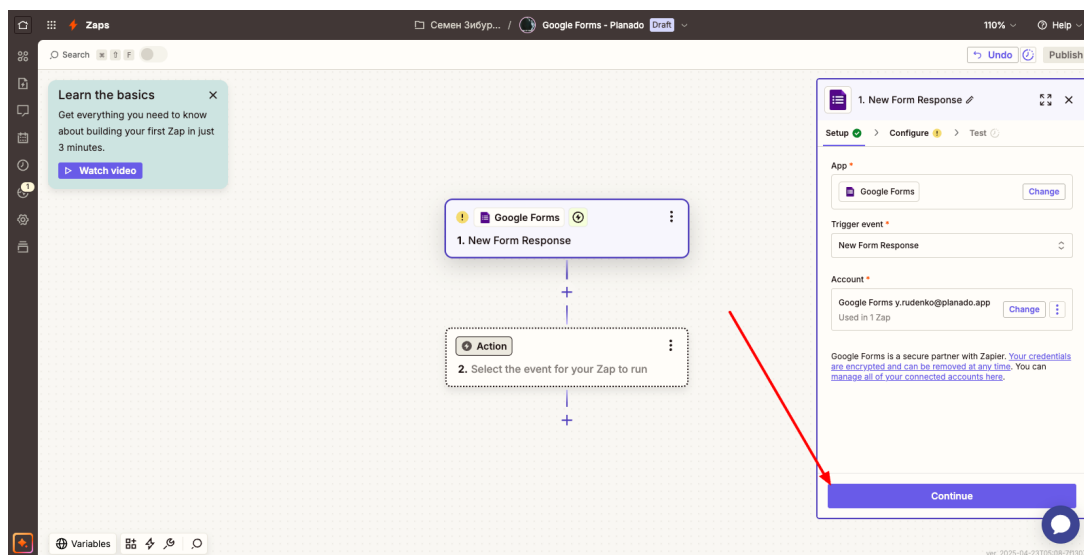 Zaps
Семен Зибур... / Google Forms - Planado Draft
110%
Help
Search ⌘ ⇧ F
Undo
Publish
Learn the basics
Get everything you need to know
about building your first Zap in just
3 minutes.
Watch video
1
Google Forms
1. New Form Response
Action
2. Select the event for your Zap to run
1. New Form Response
Setup > Configure > Test
App *
Google Forms
Change
Trigger event *
New Form Response
Account *
Google Forms y.rudenko@planado.app
Used in 1 Zap
Change
Google Forms is a secure partner with Zapier. Your credentials
are encrypted and can be removed at any time. You can
manage all of your connected accounts here.
Continue
Variables